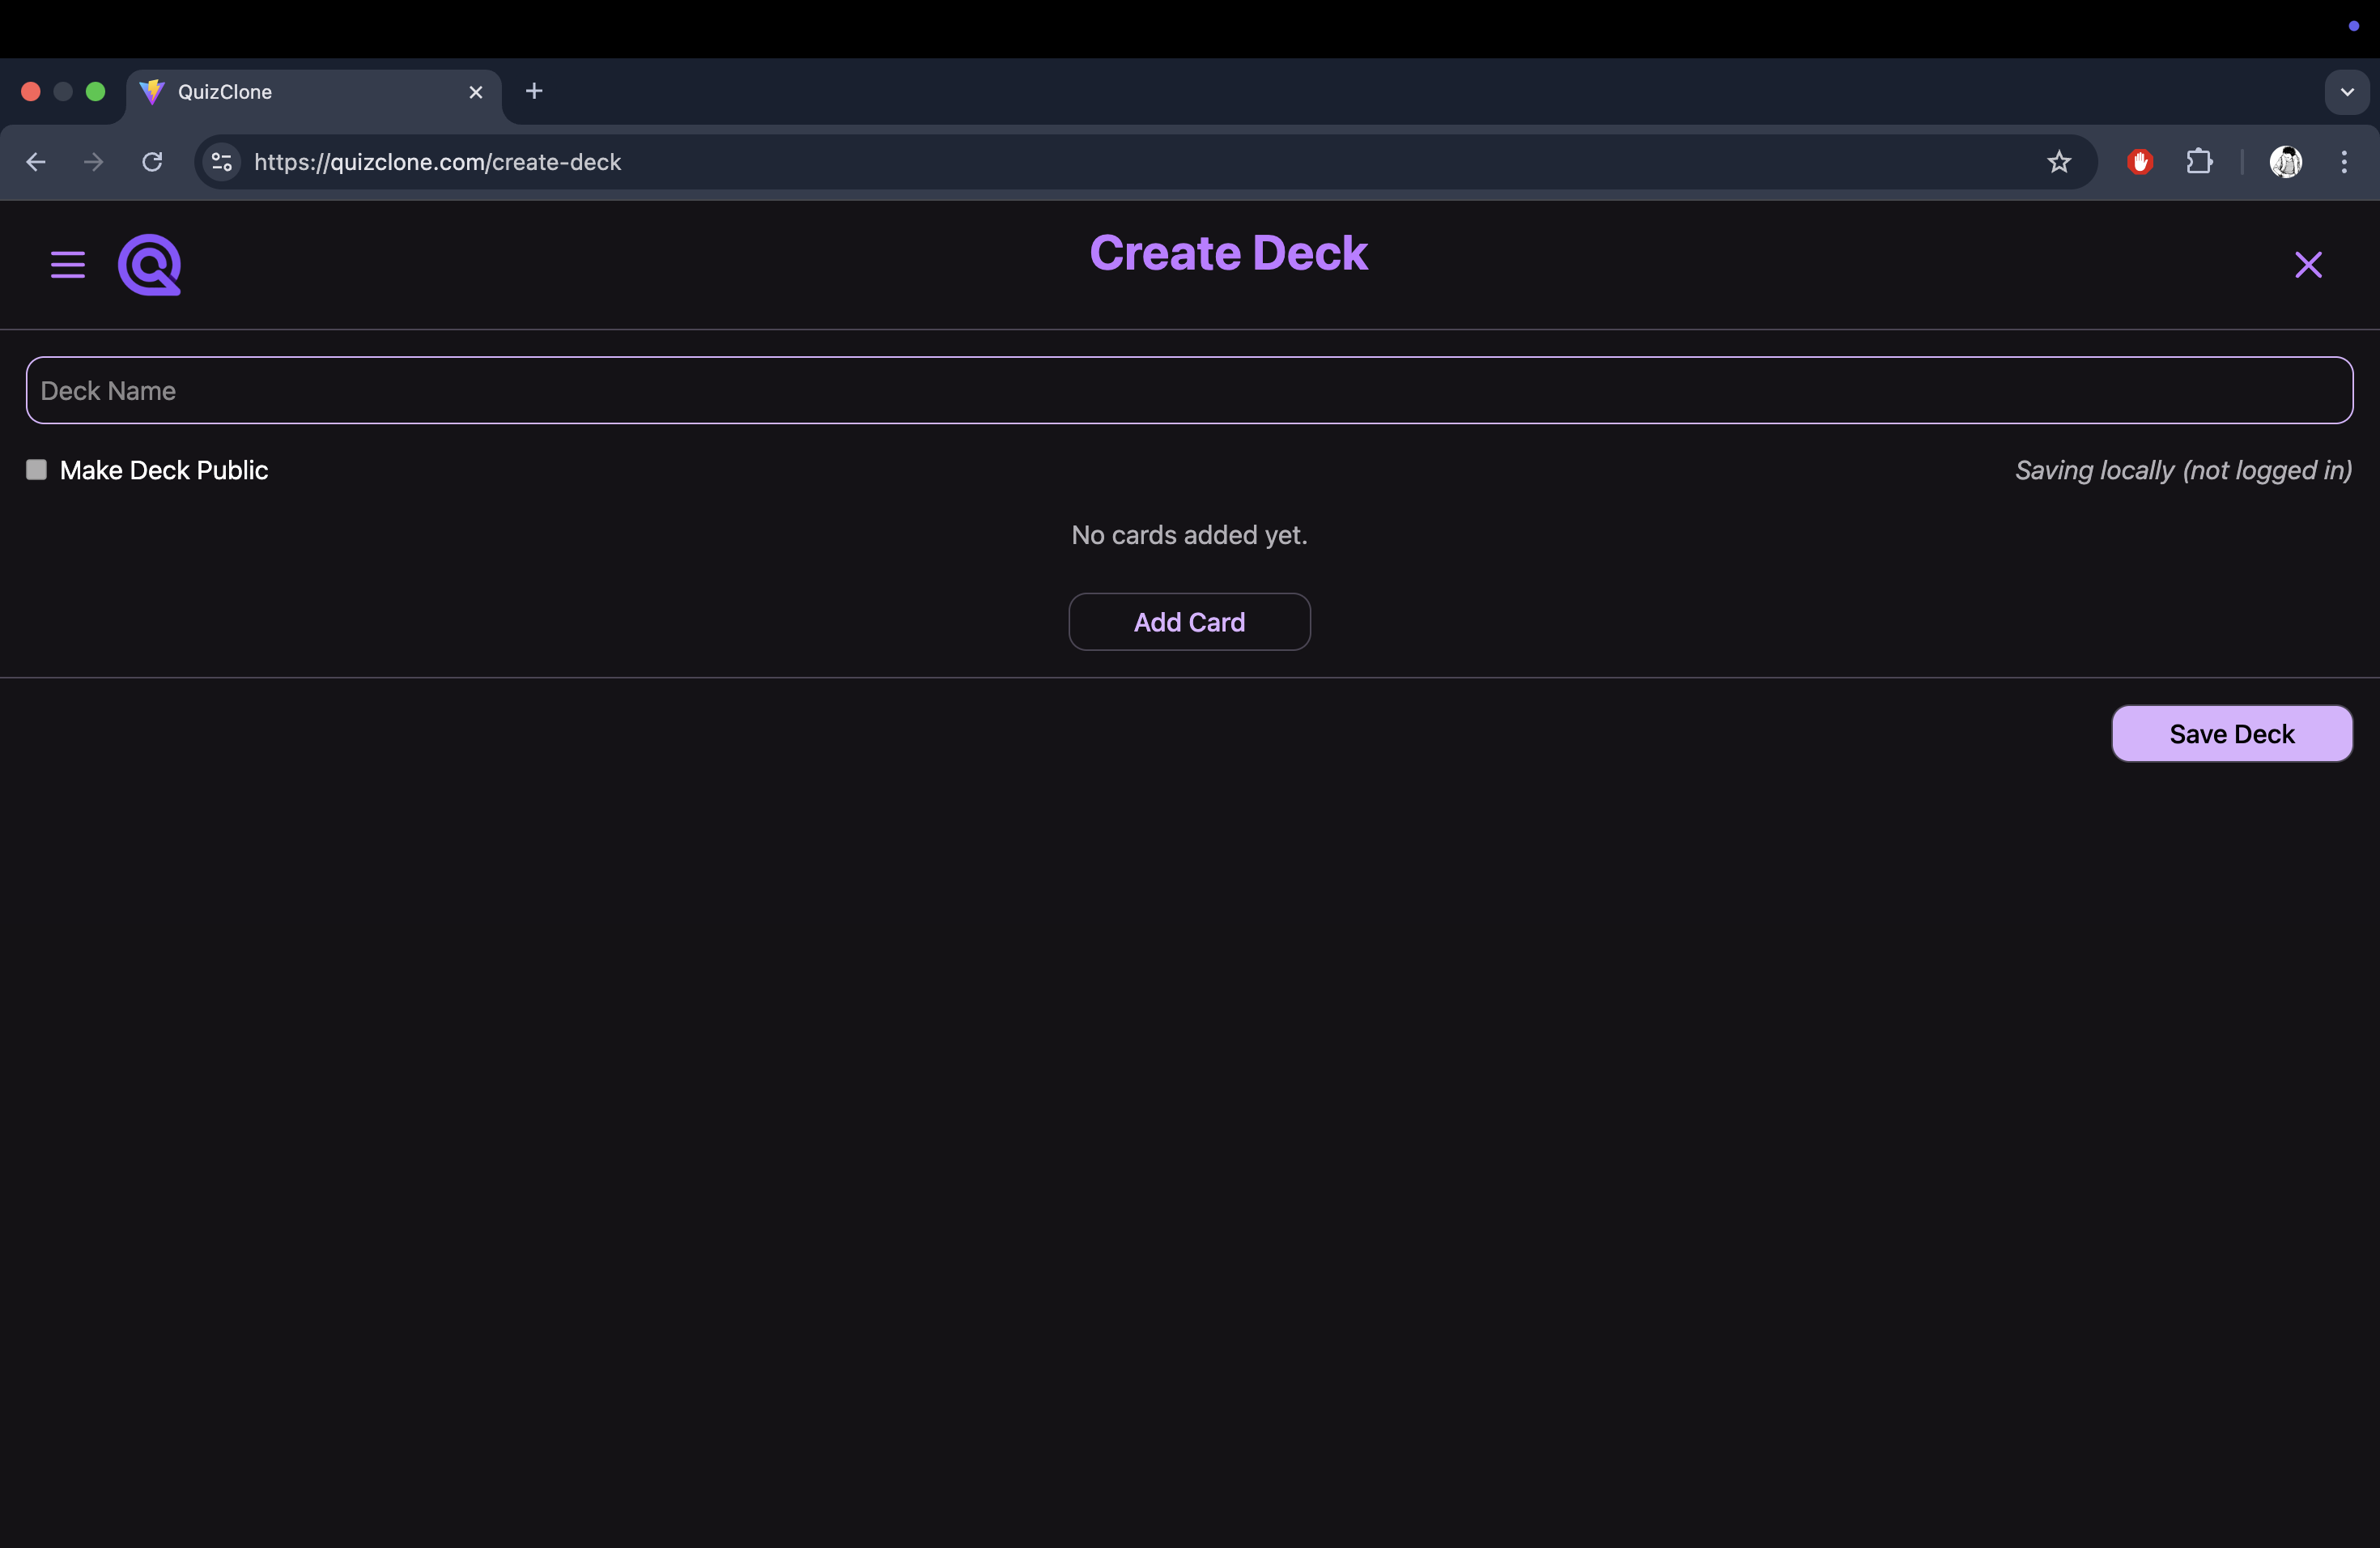 QuizClone
https://quizclone.com/create-deck
Create Deck
Deck Name
Make Deck Public
Saving locally (not logged in)
No cards added yet.
Add Card
Save Deck